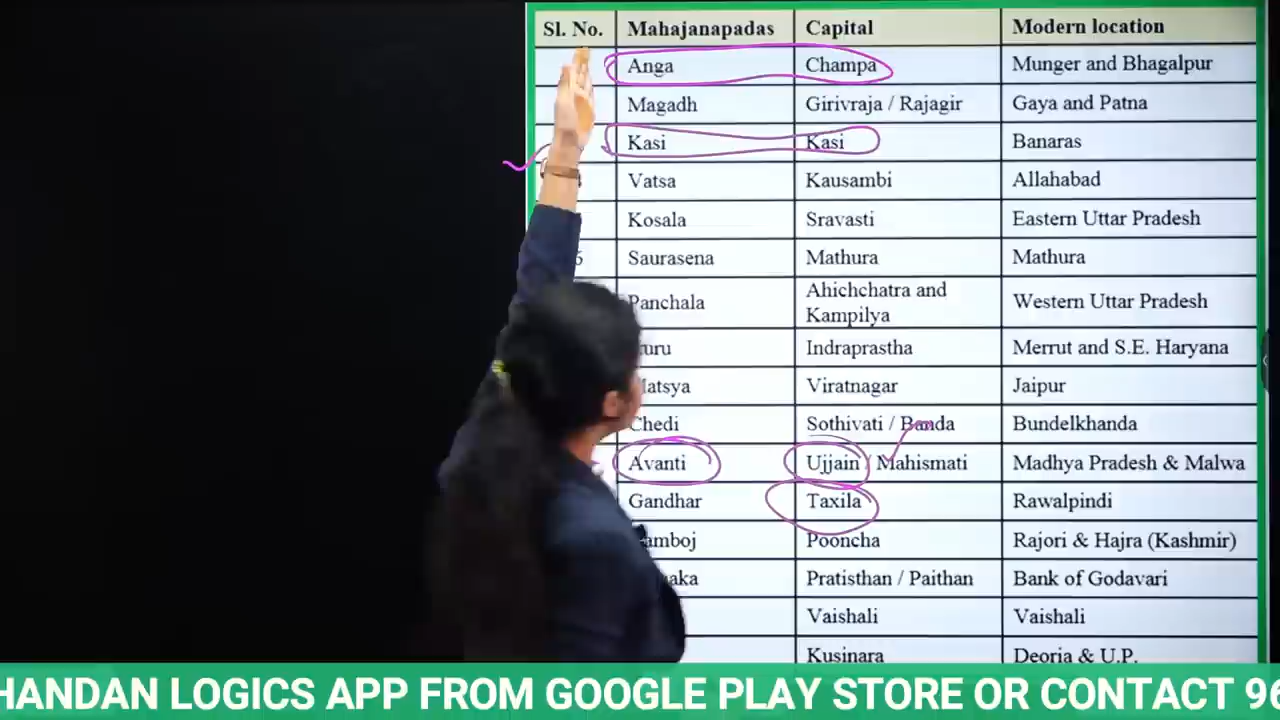 Sl. No. Mahajanapadas Capital Modern location
Anga Champa Munger and Bhagalpur
Magadh Girivraja / Rajagir Gaya and Patna
Kasi Kasi Banaras
Vatsa Kausambi Allahabad
Kosala Sravasti Eastern Uttar Pradesh
6 Saurasena Mathura Mathura
Panchala Ahichchatra and Kampilya Western Uttar Pradesh
Indraprastha Merrut and S.E. Haryana
Matsya Viratnagar Jaipur
Chedi Sothivati / Banda Bundelkhanda
Avanti Ujjain / Mahismati Madhya Pradesh & Malwa
Gandhar Taxila Rawalpindi
Pooncha Rajori & Hajra (Kashmir)
Pratisthan / Paithan Bank of Godavari
Vaishali Vaishali
Kusinara Deoria & U.P.
HANDAN LOGICS APP FROM GOOGLE PLAY STORE OR CONTACT 96